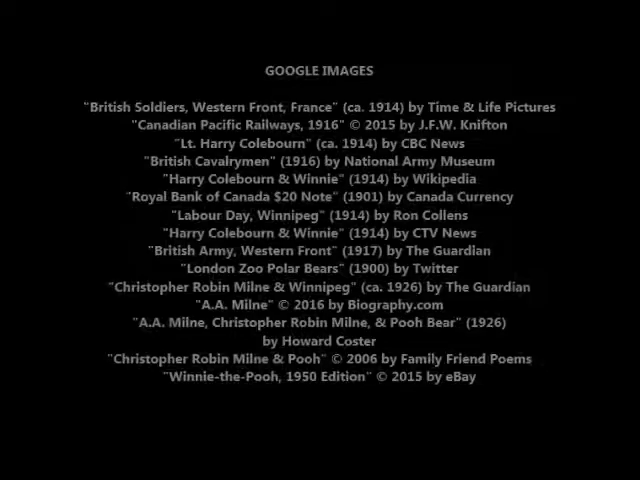 GOOGLE IMAGES
"British Soldiers, Western Front, France" (ca. 1914) by Time & Life Pictures
"Canadian Pacific Railways, 1916" © 2015 by J.F.W. Knifton
"Lt. Harry Colebourn" (ca. 1914) by CBC News
"British Cavalrymen" (1916) by National Army Museum
"Harry Colebourn & Winnie" (1914) by Wikipedia
"Royal Bank of Canada $20 Note" (1901) by Canada Currency
"Labour Day, Winnipeg" (1914) by Ron Collens
"Harry Colebourn & Winnie" (1914) by CTV News
"British Army, Western Front" (1917) by The Guardian
"London Zoo Polar Bears" (1900) by Twitter
"Christopher Robin Milne & Winnipeg" (ca. 1926) by The Guardian
"A.A. Milne" © 2016 by Biography.com
"A.A. Milne, Christopher Robin Milne, & Pooh Bear" (1926)
by Howard Coster
"Christopher Robin Milne & Pooh" © 2006 by Family Friend Poems
"Winnie-the-Pooh, 1950 Edition" © 2015 by eBay